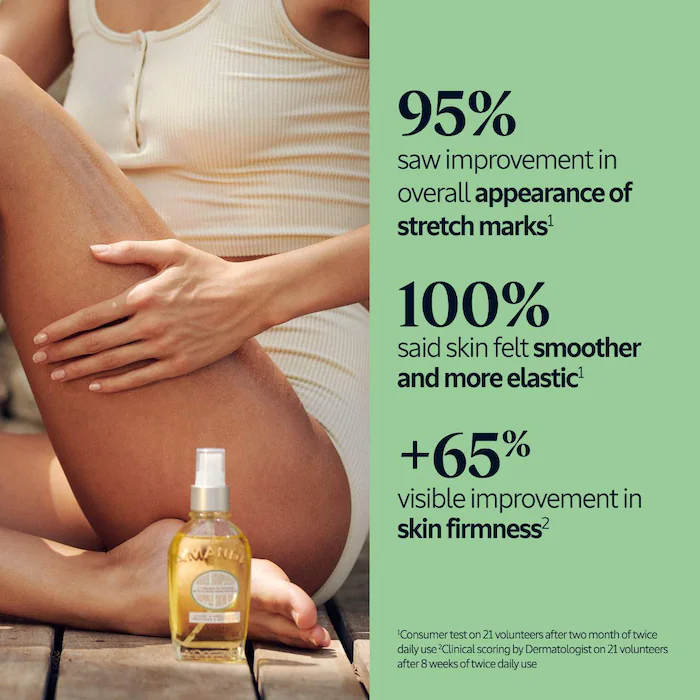 95%
saw improvement in
overall appearance of
stretch marks¹
100%
said skin felt smoother
and more elastic¹
+65%
visible improvement in
skin firmness²
¹Consumer test on 21 volunteers after two month of twice
daily use ²Clinical scoring by Dermatologist on 21 volunteers
after 8 weeks of twice daily use